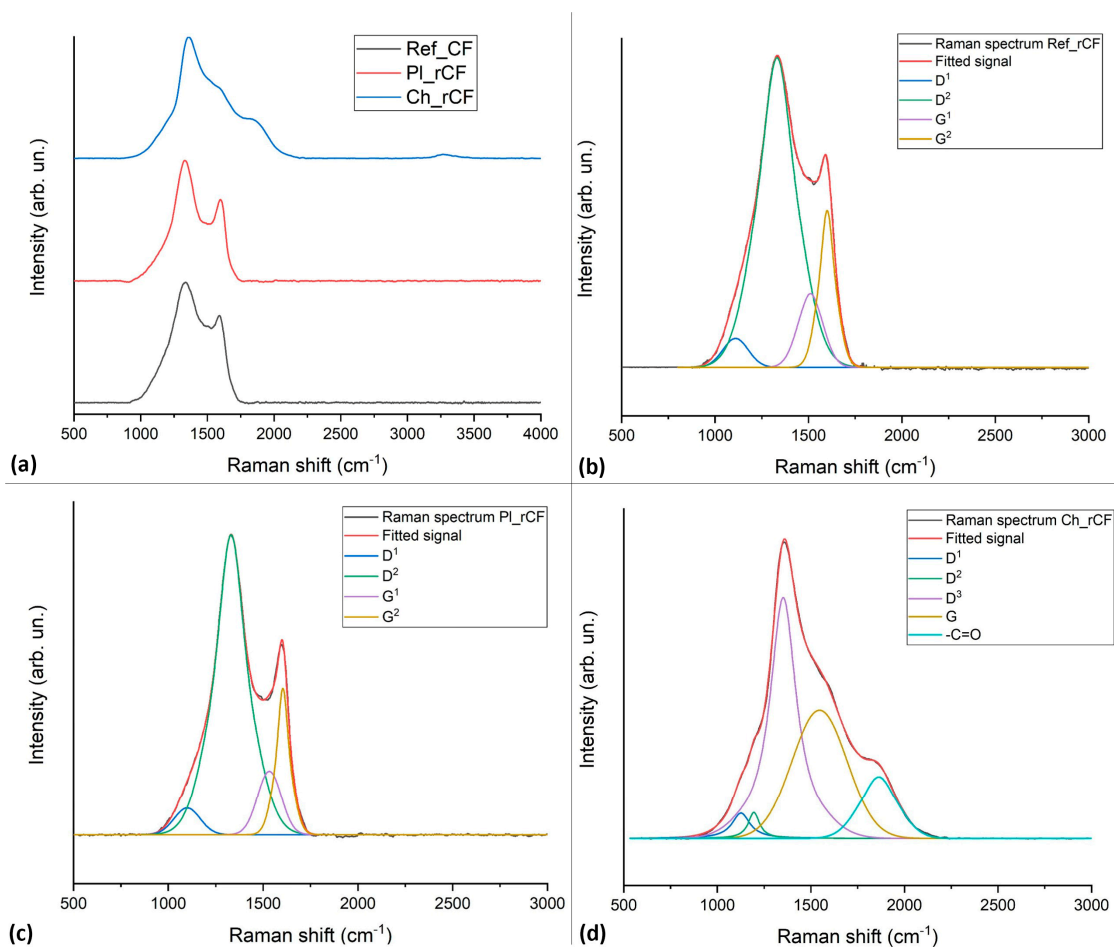 Ref_CF
Pl_rCF
Ch_rCF
Intensity (arb. un.)
500 1000 1500 2000 2500 3000 3500 4000
Raman shift (cm⁻¹)
(a)
Raman spectrum Ref_rCF
Fitted signal
D¹
D²
G¹
G²
Intensity (arb. un.)
500 1000 1500 2000 2500 3000
Raman shift (cm⁻¹)
(b)
Raman spectrum Pl_rCF
Fitted signal
D¹
D²
G¹
G²
Intensity (arb. un.)
500 1000 1500 2000 2500 3000
Raman shift (cm⁻¹)
(c)
Raman spectrum Ch_rCF
Fitted signal
D¹
D²
D³
G
-C=O
Intensity (arb. un.)
500 1000 1500 2000 2500 3000
Raman shift (cm⁻¹)
(d)